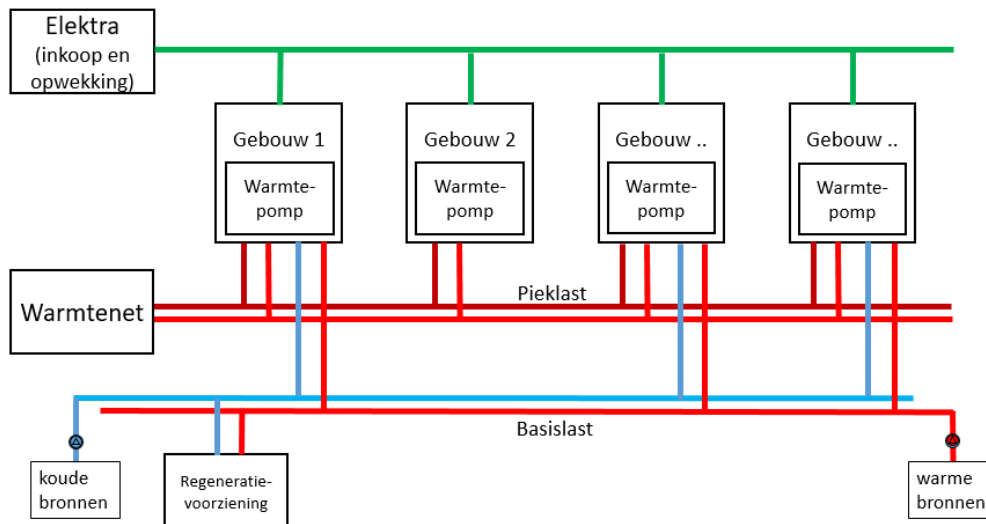 Elektra
(inkoop en
opwekking)
Gebouw 1
Gebouw 2
Gebouw ..
Gebouw ..
Warmte-
pomp
Warmte-
pomp
Warmte-
pomp
Warmte-
pomp
Warmtenet
Pieklast
Basislast
koude
bronnen
Regeneratie-
voorziening
warme
bronnen